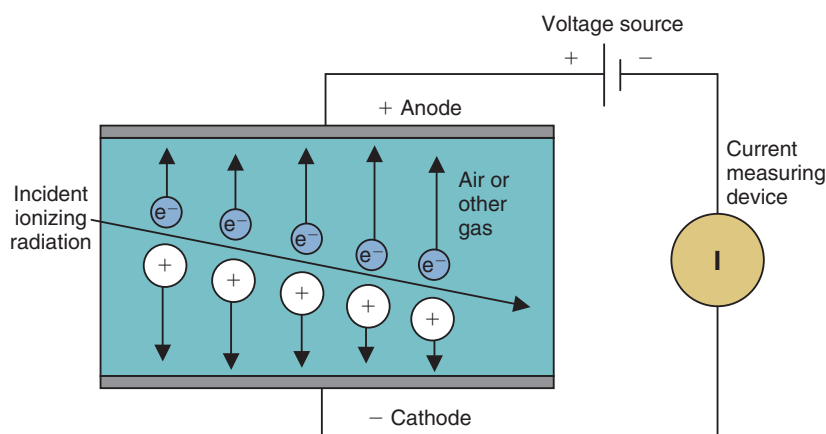 Voltage source
+ −
+ Anode
Incident
ionizing
radiation
Air or
other
gas
Current
measuring
device
e−
e−
e−
e−
e−
+
+
+
+
+
I
− Cathode